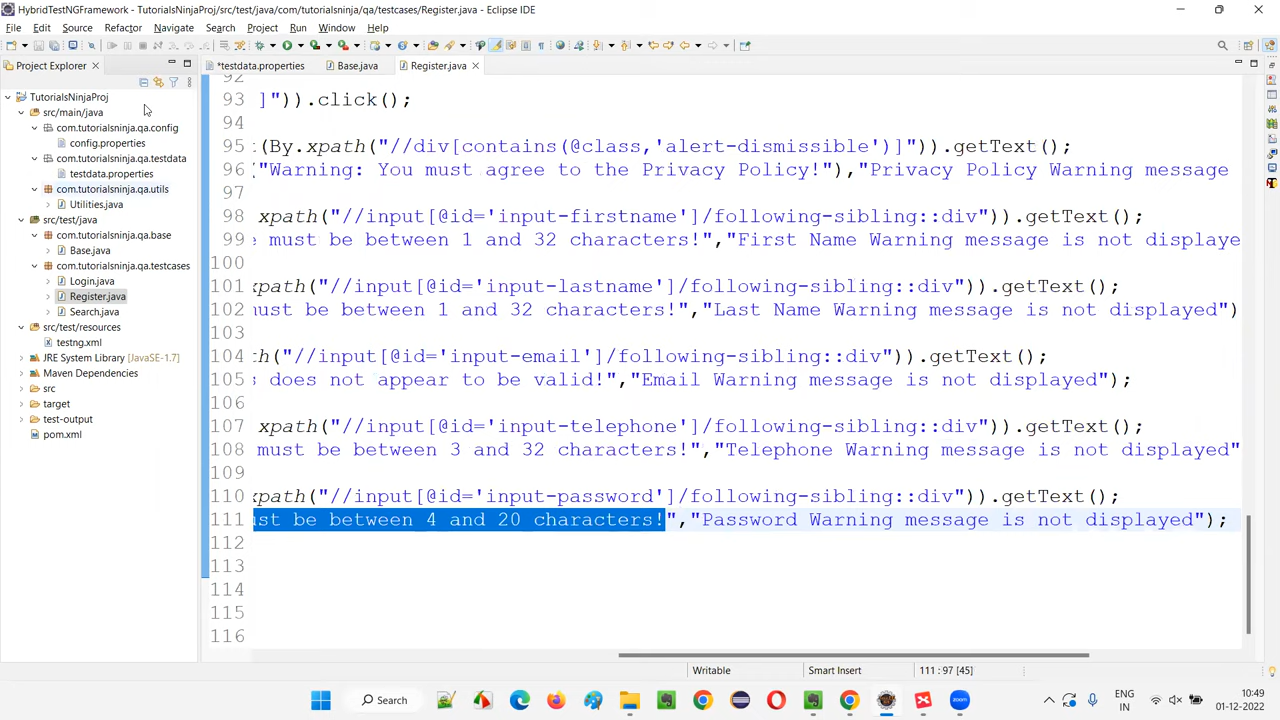 HybridTestNGFramework - TutorialsNinjaProj/src/test/java/com/tutorialsninja/qa/testcases/Register.java - Eclipse IDE
File Edit Source Refactor Navigate Search Project Run Window Help
Project Explorer
*testdata.properties Base.java Register.java
TutorialsNinjaProj
src/main/java
com.tutorialsninja.qa.config
config.properties
com.tutorialsninja.qa.testdata
testdata.properties
com.tutorialsninja.qa.utils
Utilities.java
src/test/java
com.tutorialsninja.qa.base
Base.java
com.tutorialsninja.qa.testcases
Login.java
Register.java
Search.java
src/test/resources
testng.xml
JRE System Library [JavaSE-1.7]
Maven Dependencies
src
target
test-output
pom.xml
92
93 ]")).click();
94
95 (By.xpath("//div[contains(@class,'alert-dismissible')]")).getText();
96 "Warning: You must agree to the Privacy Policy!"),"Privacy Policy Warning message
97
98 xpath("//input[@id='input-firstname']/following-sibling::div")).getText();
99 e must be between 1 and 32 characters!","First Name Warning message is not displaye
100
101 xpath("//input[@id='input-lastname']/following-sibling::div")).getText();
102 must be between 1 and 32 characters!","Last Name Warning message is not displayed")
103
104 th("//input[@id='input-email']/following-sibling::div")).getText();
105 s does not appear to be valid!","Email Warning message is not displayed");
106
107 xpath("//input[@id='input-telephone']/following-sibling::div")).getText();
108 must be between 3 and 32 characters!","Telephone Warning message is not displayed"
109
110 xpath("//input[@id='input-password']/following-sibling::div")).getText();
111 ust be between 4 and 20 characters!","Password Warning message is not displayed");
112
113
114
115
116
Writable Smart Insert 111 : 97 [45]
Search
ENG
IN
10:49
01-12-2022